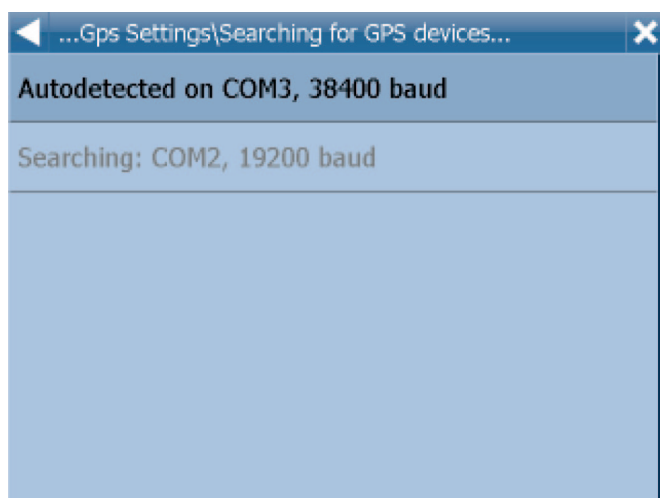 ...Gps Settings\Searching for GPS devices...
Autodetected on COM3, 38400 baud
Searching: COM2, 19200 baud